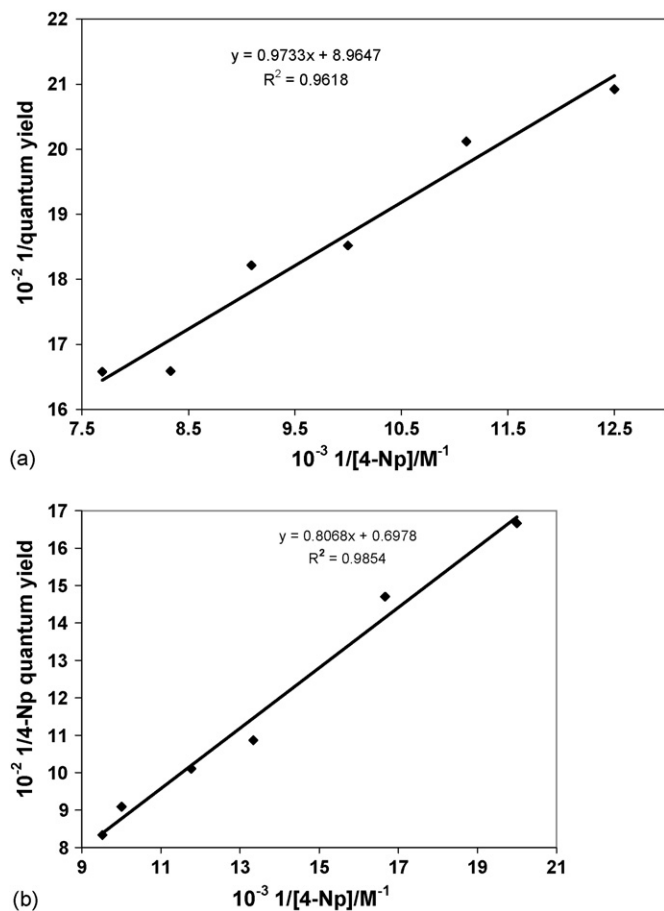 22
21
20
19
18
17
16
10⁻² 1/quantum yield
y = 0.9733x + 8.9647
R² = 0.9618
7.5 8.5 9.5 10.5 11.5 12.5
10⁻³ 1/[4-Np]/M⁻¹
(a)
17
16
15
14
13
12
11
10
9
8
10⁻² 1/4-Np quantum yield
y = 0.8068x + 0.6978
R² = 0.9854
9 11 13 15 17 19 21
10⁻³ 1/[4-Np]/M⁻¹
(b)